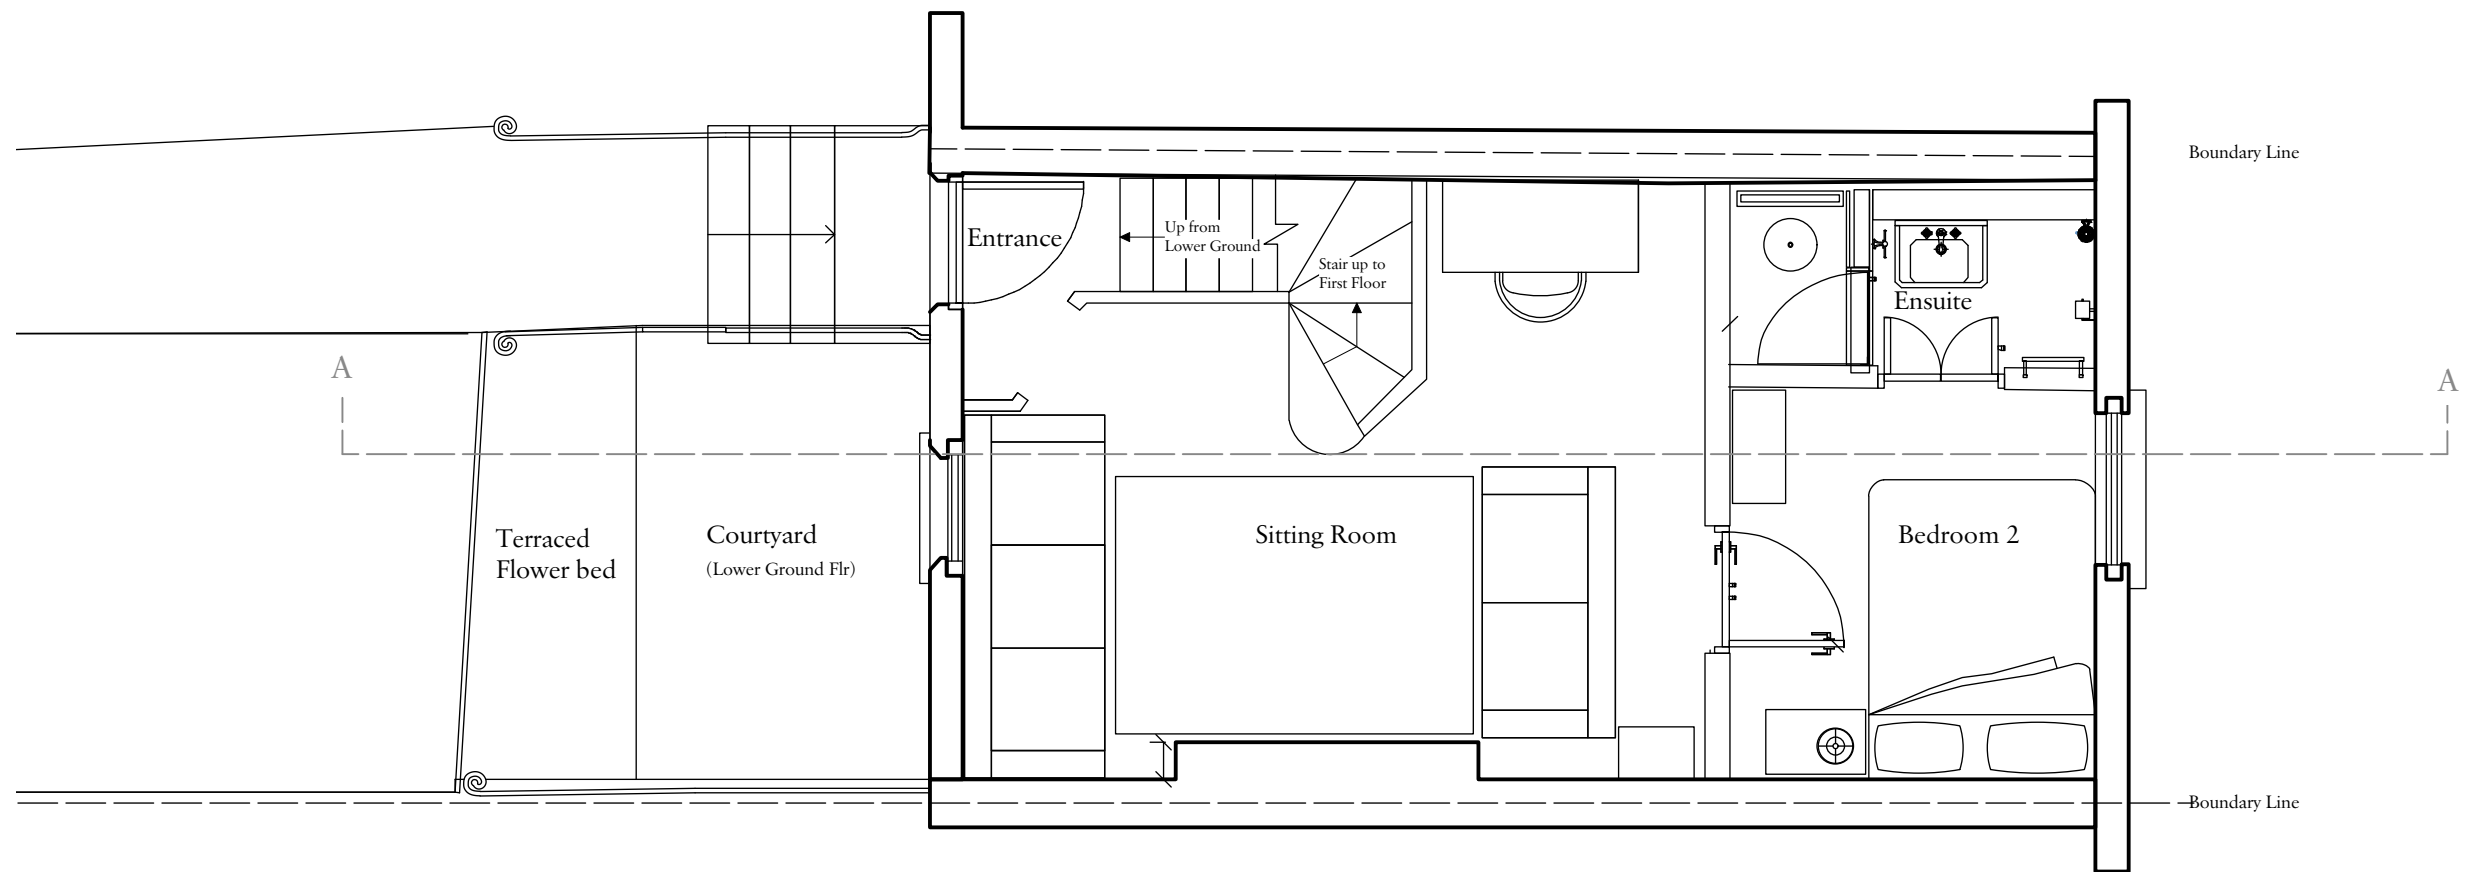 Boundary Line
Up from
Lower Ground
Entrance
Stair up to
First Floor
Ensuite
A
A
Terraced
Flower bed
Courtyard
(Lower Ground Flr)
Sitting Room
Bedroom 2
Boundary Line